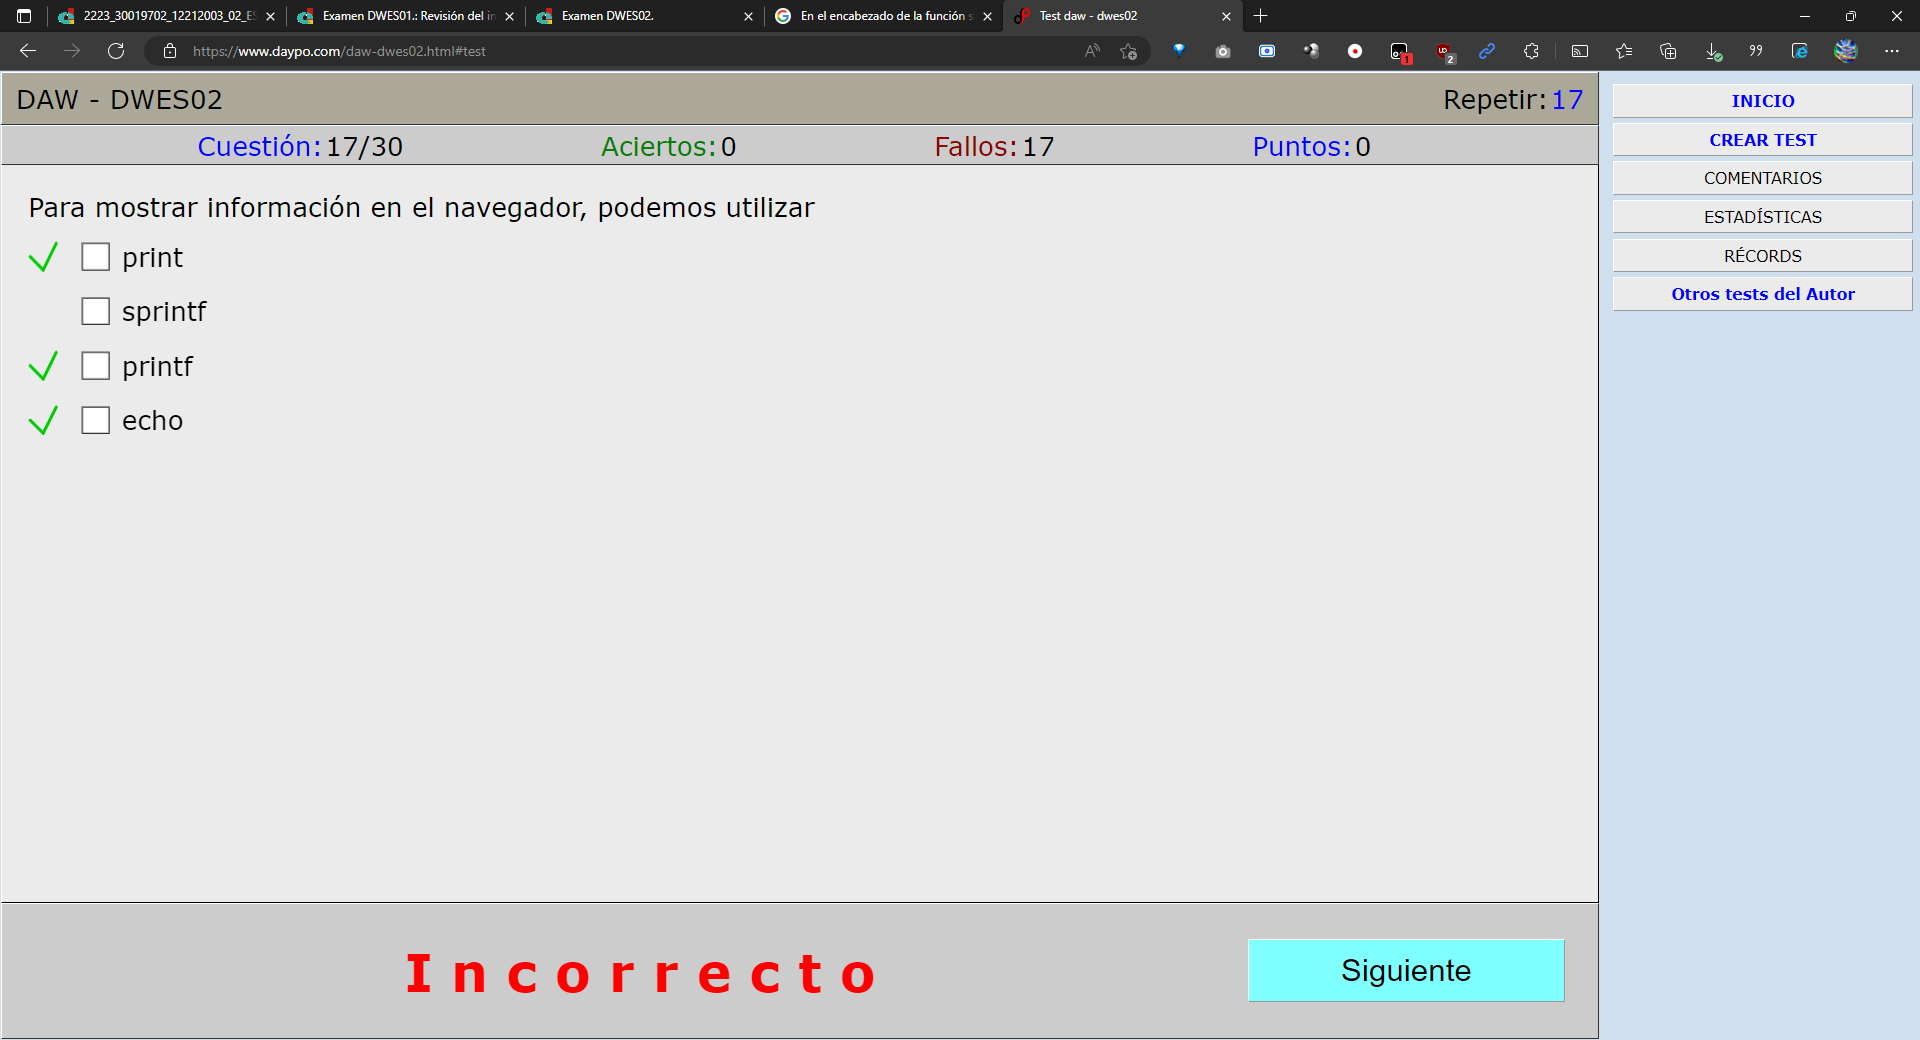 2223_30019702_12212003_02_ES
Examen DWES01.: Revisión del in
Examen DWES02.
En el encabezado de la función s
Test daw - dwes02
https://www.daypo.com/daw-dwes02.html#test
1
2
DAW - DWES02
Repetir: 17
Cuestión: 17/30
Aciertos: 0
Fallos: 17
Puntos: 0
Para mostrar información en el navegador, podemos utilizar
print
sprintf
printf
echo
Incorrecto
Siguiente
INICIO
CREAR TEST
COMENTARIOS
ESTADÍSTICAS
RÉCORDS
Otros tests del Autor